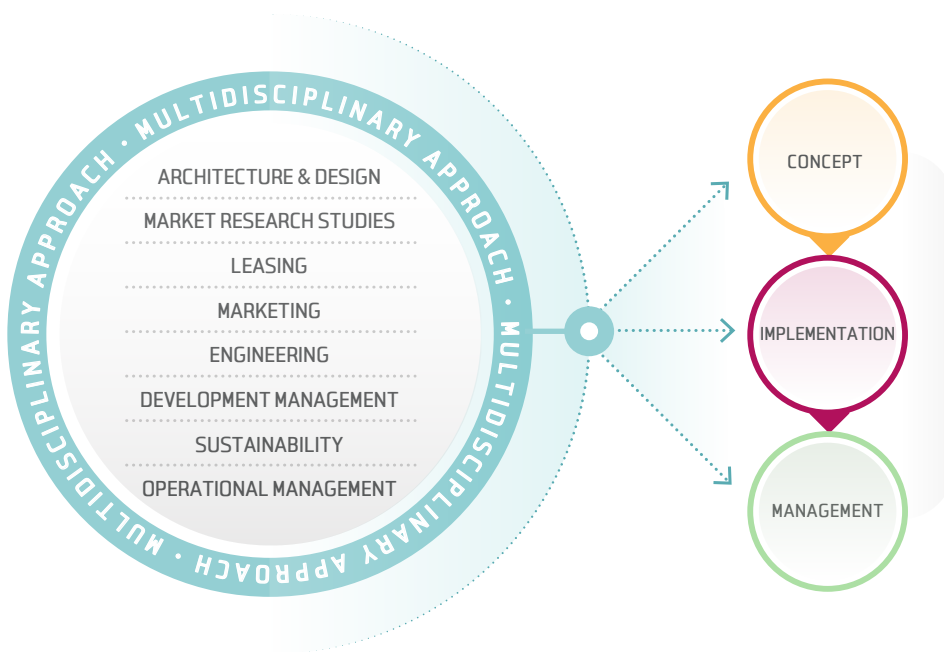 MULTIDISCIPLINARY APPROACH • MULTIDISCIPLINARY APPROACH • MULTIDISCIPLINARY APPROACH •
ARCHITECTURE & DESIGN
MARKET RESEARCH STUDIES
LEASING
MARKETING
ENGINEERING
DEVELOPMENT MANAGEMENT
SUSTAINABILITY
OPERATIONAL MANAGEMENT
CONCEPT
IMPLEMENTATION
MANAGEMENT